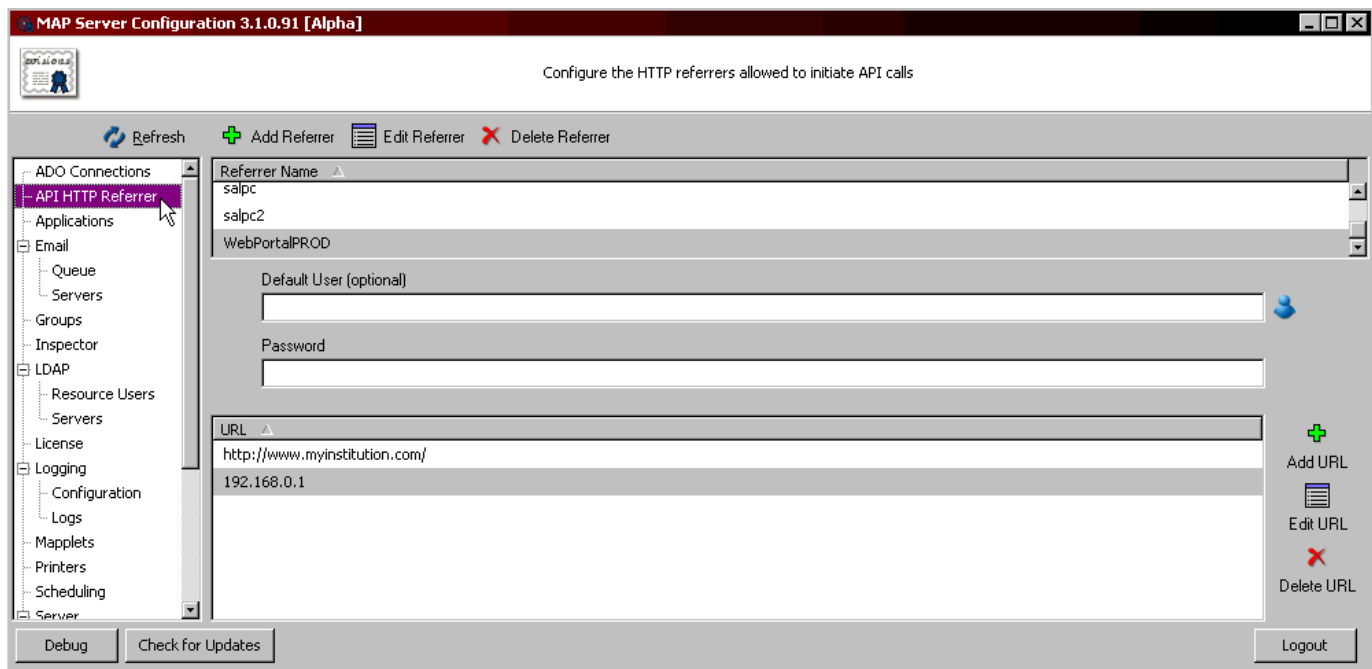 MAP Server Configuration 3.1.0.91 [Alpha]
Configure the HTTP referrers allowed to initiate API calls
Refresh Add Referrer Edit Referrer Delete Referrer
ADO Connections
API HTTP Referrer
Applications
Email
Queue
Servers
Groups
Inspector
LDAP
Resource Users
Servers
License
Logging
Configuration
Logs
Mapplets
Printers
Scheduling
Server
Referrer Name
salpc
salpc2
WebPortalPROD
Default User (optional)
Password
URL
http://www.myinstitution.com/
192.168.0.1
Add URL
Edit URL
Delete URL
Debug Check for Updates Logout